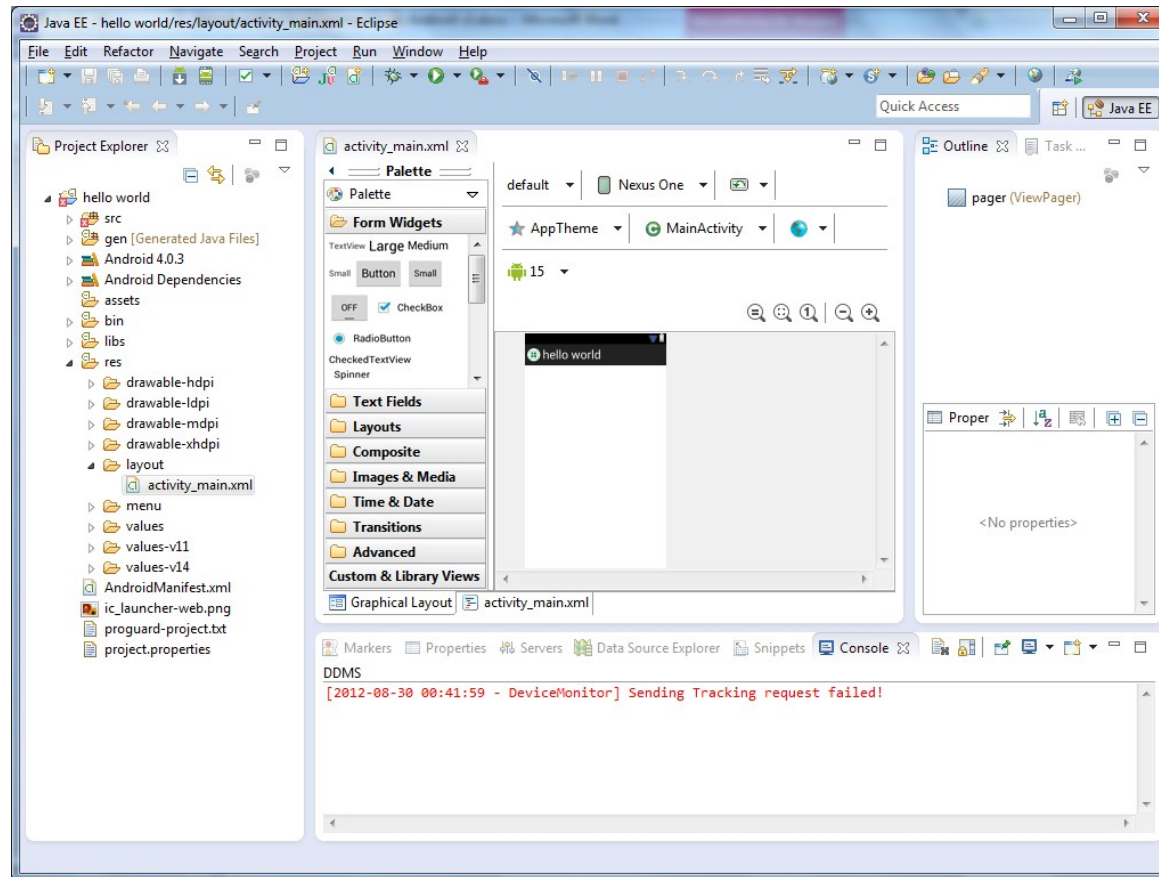 Java EE - hello world/res/layout/activity_main.xml - Eclipse
File Edit Refactor Navigate Search Project Run Window Help
Quick Access
Java EE
Project Explorer
hello world
src
gen [Generated Java Files]
Android 4.0.3
Android Dependencies
assets
bin
libs
res
drawable-hdpi
drawable-ldpi
drawable-mdpi
drawable-xhdpi
layout
activity_main.xml
menu
values
values-v11
values-v14
AndroidManifest.xml
ic_launcher-web.png
proguard-project.txt
project.properties
activity_main.xml
Palette
Palette
Form Widgets
TextView Large Medium
Small Button Small
OFF CheckBox
RadioButton
CheckedTextView
Spinner
Text Fields
Layouts
Composite
Images & Media
Time & Date
Transitions
Advanced
Custom & Library Views
default Nexus One
AppTheme MainActivity
15
hello world
Graphical Layout activity_main.xml
Outline Task ...
pager (ViewPager)
Proper
<No properties>
Markers Properties Servers Data Source Explorer Snippets Console
DDMS
[2012-08-30 00:41:59 - DeviceMonitor] Sending Tracking request failed!